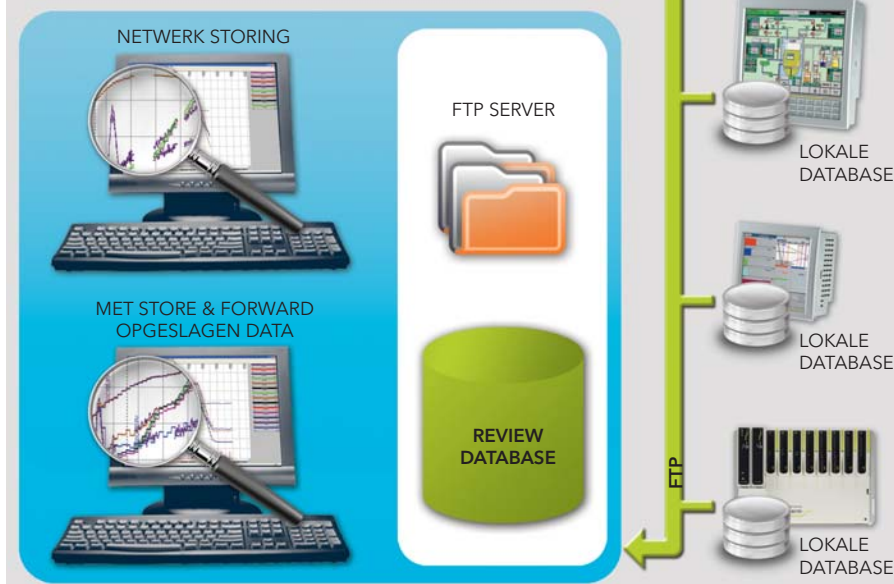 NETWERK STORING
FTP SERVER
LOKALE
DATABASE
MET STORE & FORWARD
OPGESLAGEN DATA
LOKALE
DATABASE
REVIEW
DATABASE
FTP
LOKALE
DATABASE